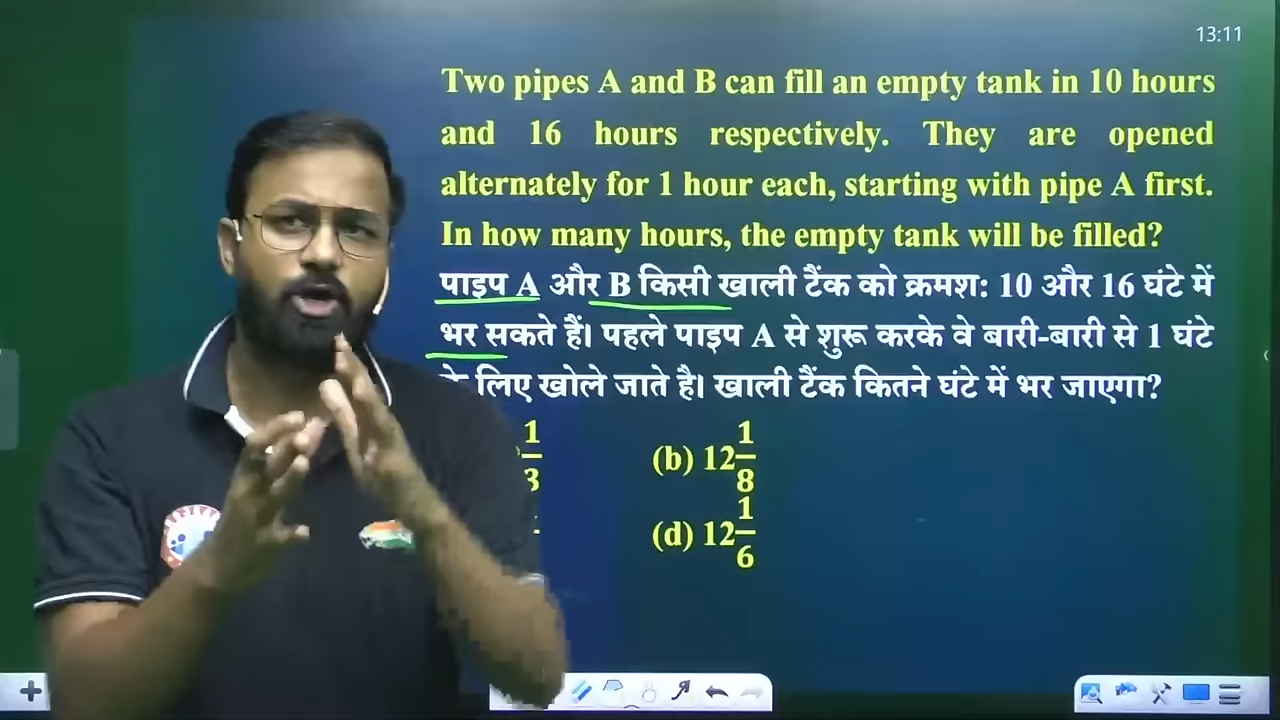 13:11
Two pipes A and B can fill an empty tank in 10 hours
and 16 hours respectively. They are opened
alternately for 1 hour each, starting with pipe A first.
In how many hours, the empty tank will be filled?
पाइप A और B किसी खाली टैंक को क्रमश: 10 और 16 घंटे में
भर सकते हैं। पहले पाइप A से शुरू करके वे बारी-बारी से 1 घंटे
लिए खोले जाते है। खाली टैंक कितने घंटे में भर जाएगा?
1/3 (b) 12 1/8
(d) 12 1/6